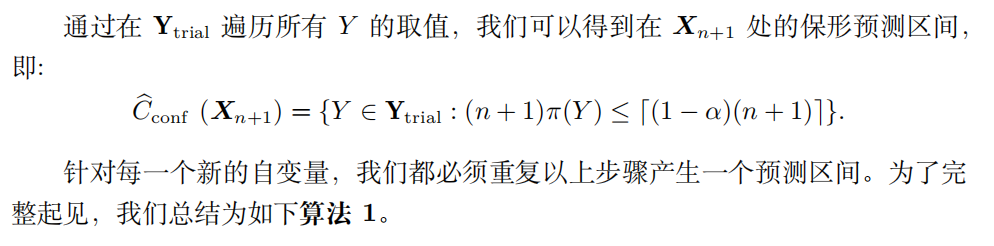 通过在 Y_trial 遍历所有 Y 的取值，我们可以得到在 X_{n+1} 处的保形预测区间，
即：
Ĉ_conf (X_{n+1}) = {Y ∈ Y_trial : (n + 1)π(Y) ≤ ⌈(1 − α)(n + 1)⌉}.
针对每一个新的自变量，我们都必须重复以上步骤产生一个预测区间。为了完
整起见，我们总结为如下算法 1。